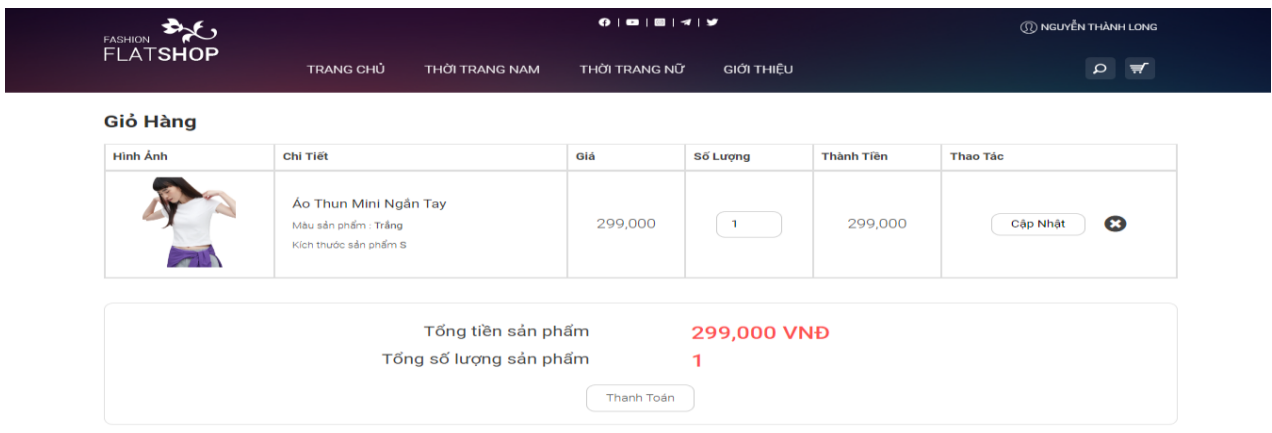 FASHION
FLATSHOP
NGUYỄN THÀNH LONG
TRANG CHỦ THỜI TRANG NAM THỜI TRANG NỮ GIỚI THIỆU
Giỏ Hàng
Hình Ảnh Chi Tiết Giá Số Lượng Thành Tiền Thao Tác
Áo Thun Mini Ngắn Tay
Màu sản phẩm : Trắng
Kích thước sản phẩm S
299,000 1 299,000 Cập Nhật
Tổng tiền sản phẩm 299,000 VNĐ
Tổng số lượng sản phẩm 1
Thanh Toán